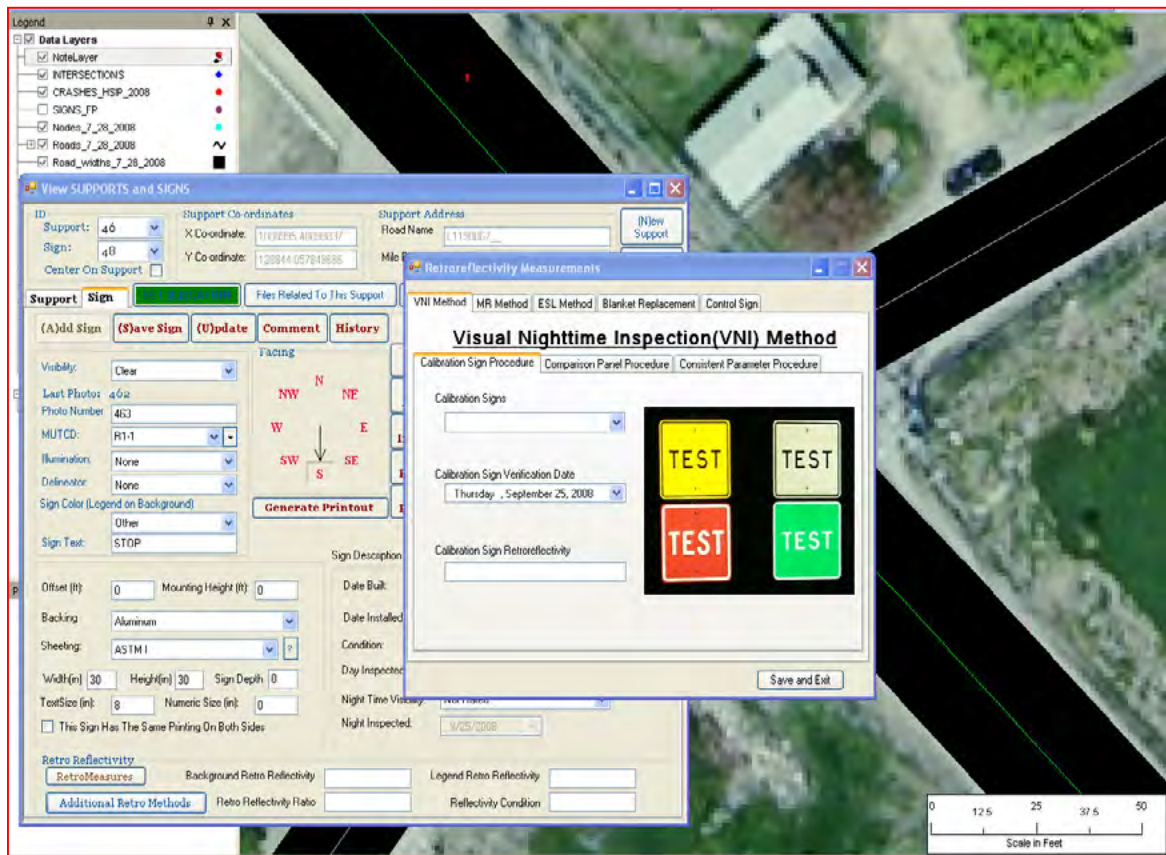 Legend
Data Layers
NoteLayer
INTERSECTIONS
CRASHES_HSIP_2008
SIGNS_FP
Nodes_7_28_2008
Roads_7_28_2008
Road_widths_7_28_2008
View SUPPORTS and SIGNS
ID
Support: 46
Sign: 48
Center On Support
Support Co-ordinates
X Co-ordinate:
Y Co-ordinate:
Support Address
Road Name
Mile
(N)ew Support
Support
Sign
Files Related To This Support
(A)dd Sign
(S)ave Sign
(U)pdate
Comment
History
Visibility: Clear
Last Photo: 462
Photo Number 463
MUTCD: R1-1
Illumination: None
Delineator: None
Sign Color (Legend on Background)
Other
Sign Text: STOP
Facing
N
NW NE
W E
SW SE
S
Generate Printout
Sign Description
Offset (ft): 0 Mounting Height (ft): 0
Backing Aluminum
Sheeting: ASTM I ?
Width(in) 30 Height(in) 30 Sign Depth 0
TextSize (in): 8 Numeric Size (in): 0
This Sign Has The Same Printing On Both Sides
Date Built:
Date Installed
Condition:
Day Inspected
Night Time Visibility: Not Rated
Night Inspected: 9/25/2008
Retro Reflectivity
RetroMeasures
Background Retro Reflectivity
Legend Retro Reflectivity
Additional Retro Methods
Retro Reflectivity Ratio
Reflectivity Condition
Retroreflectivity Measurements
VNI Method
MR Method
ESL Method
Blanket Replacement
Control Sign
Visual Nighttime Inspection(VNI) Method
Calibration Sign Procedure
Comparison Panel Procedure
Consistent Parameter Procedure
Calibration Signs
Calibration Sign Verification Date
Thursday , September 25, 2008
Calibration Sign Retroreflectivity
TEST
TEST
TEST
TEST
Save and Exit
0 12.5 25 37.5 50
Scale in Feet